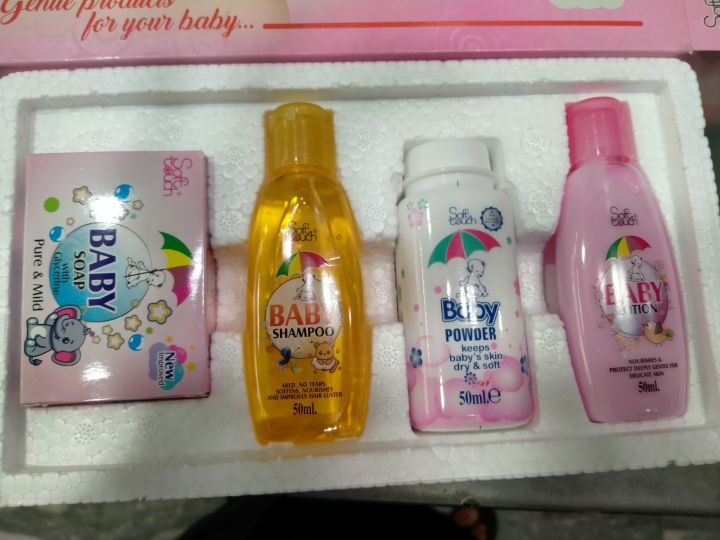 Gentle products
for your baby...
Soft
touch
Soft
touch
BABY
SOAP
with
Glycerine
Pure & Mild
New
Improved
Soft
touch
BABY
SHAMPOO
MILD, NO TEARS,
SOFTENS, NOURISHES
AND IMPROVES HAIR LUSTER
50ml.
Soft
touch
Baby
POWDER
keeps
baby's skin
dry & soft
50ml.e
Soft
touch
BABY
LOTION
NOURISHES &
PROTECT DEEPLY GENTLE FOR
DELICATE SKIN
50ml.